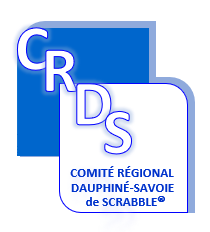 CRDS
COMITÉ RÉGIONAL
DAUPHINÉ-SAVOIE
de SCRABBLE®